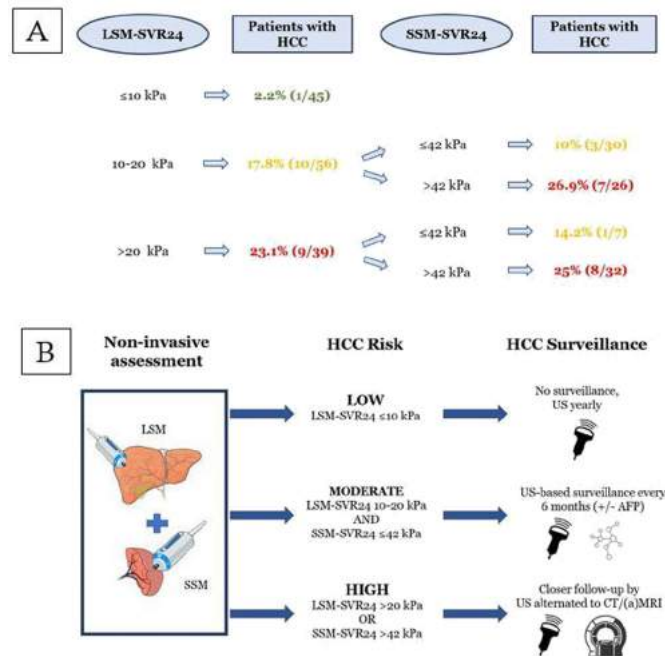 A
LSM-SVR24
Patients with
HCC
SSM-SVR24
Patients with
HCC
≤10 kPa
2.2% (1/45)
10-20 kPa
17.8% (10/56)
≤42 kPa
10% (3/30)
>42 kPa
26.9% (7/26)
>20 kPa
23.1% (9/39)
≤42 kPa
14.2% (1/7)
>42 kPa
25% (8/32)
B
Non-invasive
assessment
HCC Risk
HCC Surveillance
LSM
SSM
LOW
LSM-SVR24 ≤10 kPa
No surveillance,
US yearly
MODERATE
LSM-SVR24 10-20 kPa
AND
SSM-SVR24 ≤42 kPa
US-based surveillance every
6 months (+/- AFP)
HIGH
LSM-SVR24 >20 kPa
OR
SSM-SVR24 >42 kPa
Closer follow-up by
US alternated to CT/(a)MRI